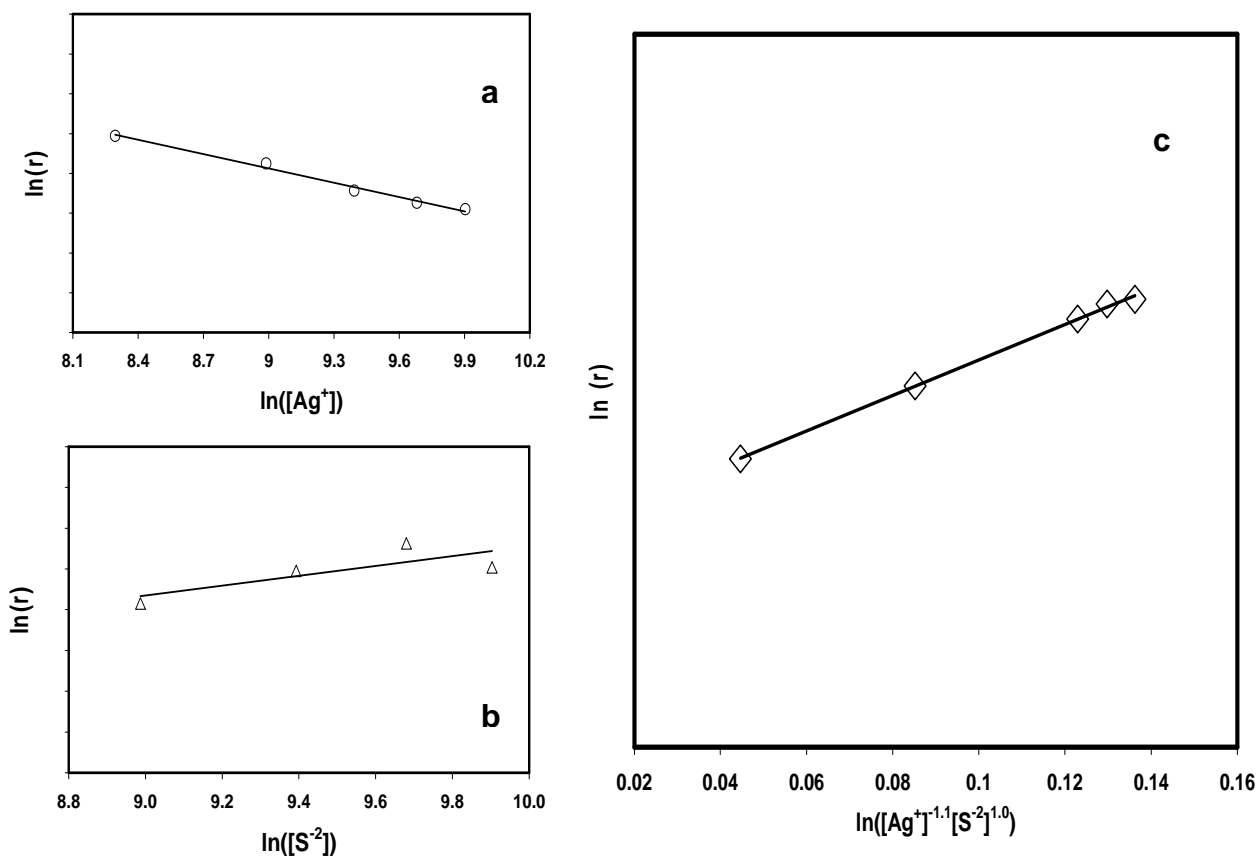 a
ln(r)
8.1 8.4 8.7 9 9.3 9.6 9.9 10.2
ln([Ag⁺])
b
ln(r)
8.8 9.0 9.2 9.4 9.6 9.8 10.0
ln([S⁻²])
c
ln (r)
0.02 0.04 0.06 0.08 0.1 0.12 0.14 0.16
ln([Ag⁺]⁻¹·¹[S⁻²]¹·⁰)